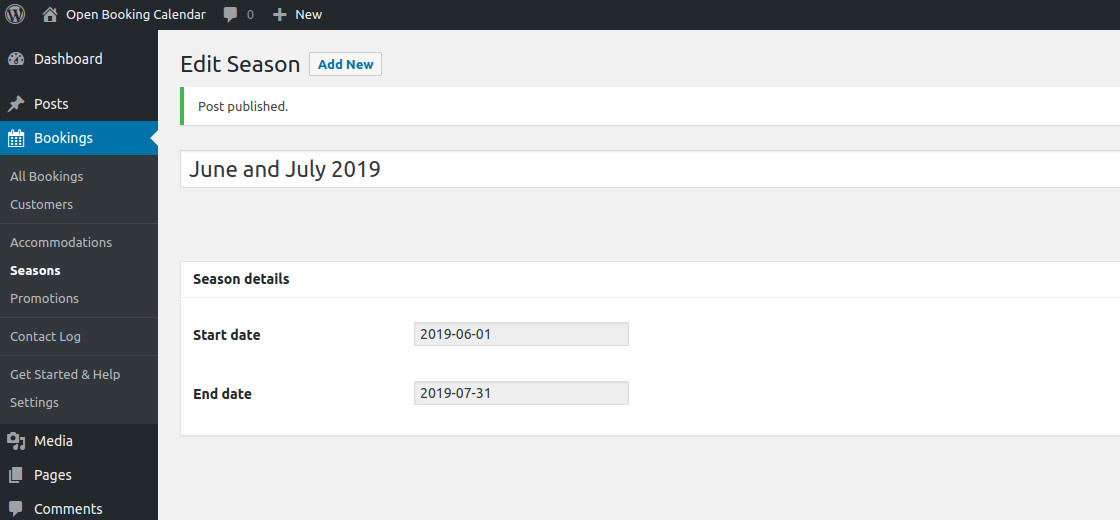 Open Booking Calendar 0 New
Dashboard
Posts
Bookings
All Bookings
Customers
Accommodations
Seasons
Promotions
Contact Log
Get Started & Help
Settings
Media
Pages
Comments
Edit Season Add New
Post published.
June and July 2019
Season details
Start date 2019-06-01
End date 2019-07-31